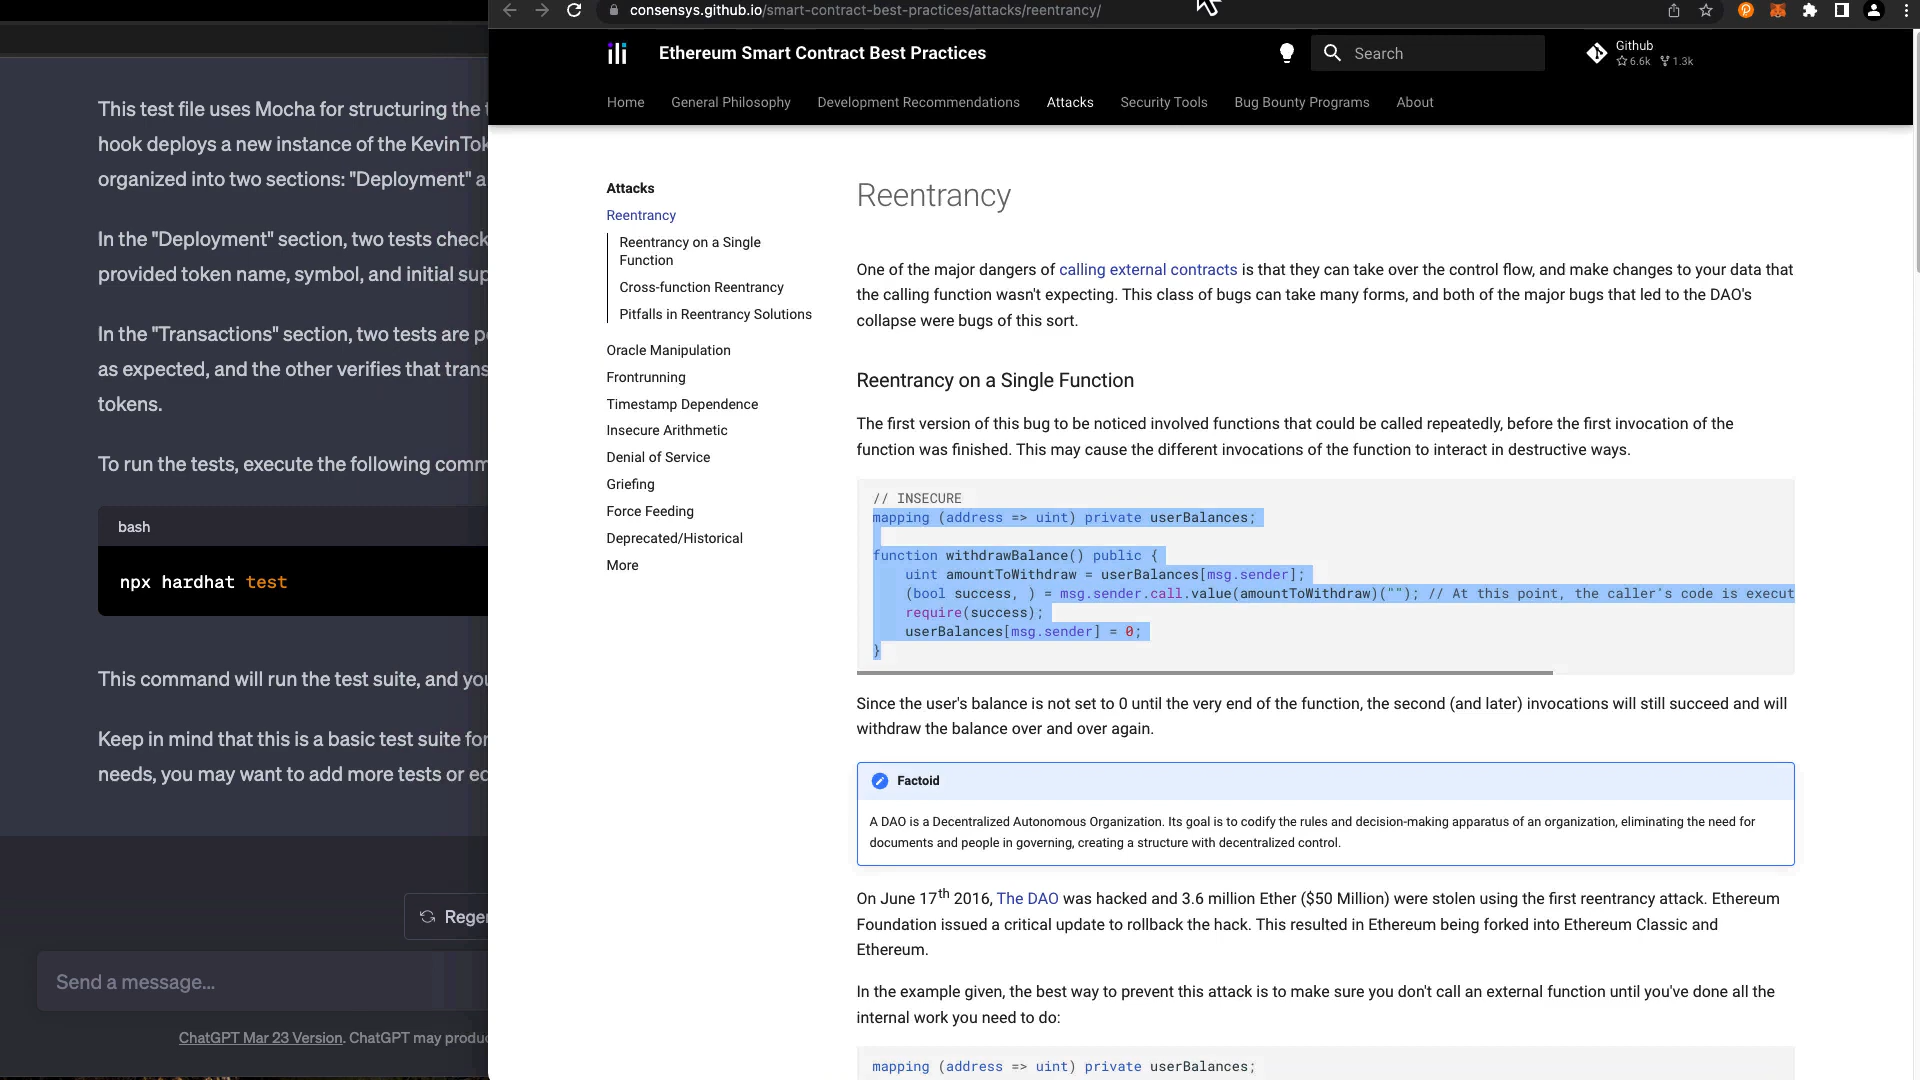 This test file uses Mocha for structuring the
hook deploys a new instance of the KevinTok
organized into two sections: "Deployment" a
In the "Deployment" section, two tests check
provided token name, symbol, and initial sup
In the "Transactions" section, two tests are pe
as expected, and the other verifies that trans
tokens.
To run the tests, execute the following comm
bash
npx hardhat test
This command will run the test suite, and you
Keep in mind that this is a basic test suite for
needs, you may want to add more tests or ed
Reger
Send a message...
ChatGPT Mar 23 Version. ChatGPT may produc
consensys.github.io/smart-contract-best-practices/attacks/reentrancy/
Ethereum Smart Contract Best Practices
Search
Github
6.6k 1.3k
Home General Philosophy Development Recommendations Attacks Security Tools Bug Bounty Programs About
Attacks
Reentrancy
Reentrancy on a Single
Function
Cross-function Reentrancy
Pitfalls in Reentrancy Solutions
Oracle Manipulation
Frontrunning
Timestamp Dependence
Insecure Arithmetic
Denial of Service
Griefing
Force Feeding
Deprecated/Historical
More
Reentrancy
One of the major dangers of calling external contracts is that they can take over the control flow, and make changes to your data that
the calling function wasn't expecting. This class of bugs can take many forms, and both of the major bugs that led to the DAO's
collapse were bugs of this sort.
Reentrancy on a Single Function
The first version of this bug to be noticed involved functions that could be called repeatedly, before the first invocation of the
function was finished. This may cause the different invocations of the function to interact in destructive ways.
// INSECURE
mapping (address => uint) private userBalances;
function withdrawBalance() public {
uint amountToWithdraw = userBalances[msg.sender];
(bool success, ) = msg.sender.call.value(amountToWithdraw)(""); // At this point, the caller's code is execut
require(success);
userBalances[msg.sender] = 0;
}
Since the user's balance is not set to 0 until the very end of the function, the second (and later) invocations will still succeed and will
withdraw the balance over and over again.
Factoid
A DAO is a Decentralized Autonomous Organization. Its goal is to codify the rules and decision-making apparatus of an organization, eliminating the need for
documents and people in governing, creating a structure with decentralized control.
On June 17th 2016, The DAO was hacked and 3.6 million Ether ($50 Million) were stolen using the first reentrancy attack. Ethereum
Foundation issued a critical update to rollback the hack. This resulted in Ethereum being forked into Ethereum Classic and
Ethereum.
In the example given, the best way to prevent this attack is to make sure you don't call an external function until you've done all the
internal work you need to do:
mapping (address => uint) private userBalances;